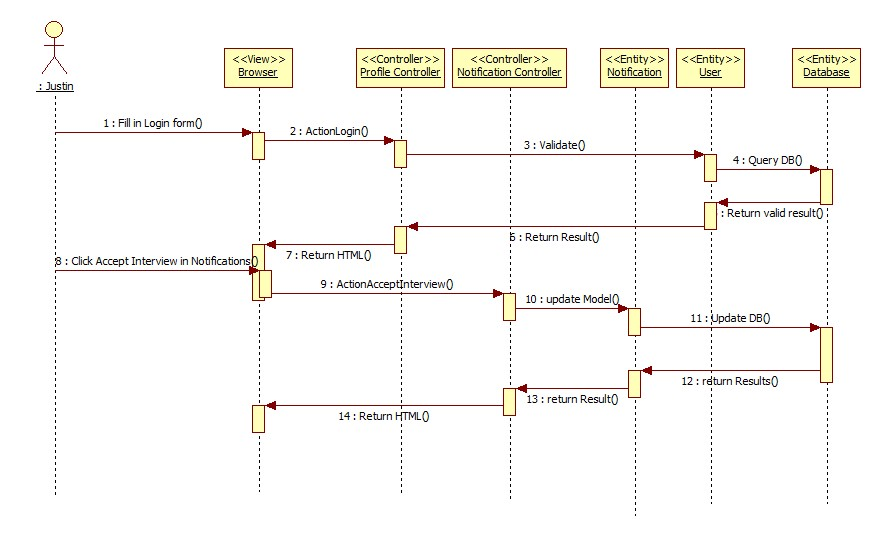 <<View>>
Browser
<<Controller>>
Profile Controller
<<Controller>>
Notification Controller
<<Entity>>
Notification
<<Entity>>
User
<<Entity>>
Database
: Justin
1 : Fill in Login form()
2 : ActionLogin()
3 : Validate()
4 : Query DB()
: Return valid result()
6 : Return Result()
7 : Return HTML()
8 : Click Accept Interview in Notifications()
9 : ActionAcceptInterview()
10 : update Model()
11 : Update DB()
12 : return Results()
13 : return Result()
14 : Return HTML()